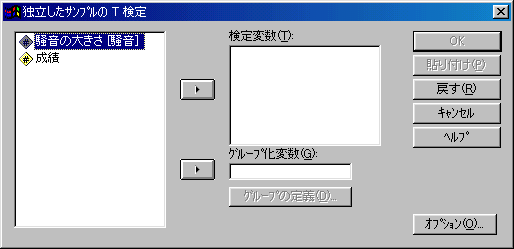 独立したサンプルの T 検定
騒音の大きさ [騒音]
成績
検定変数(T):
グループ化変数(G):
グループの定義(D)...
OK
貼り付け(P)
戻す(R)
キャンセル
ヘルプ
オプション(O)...